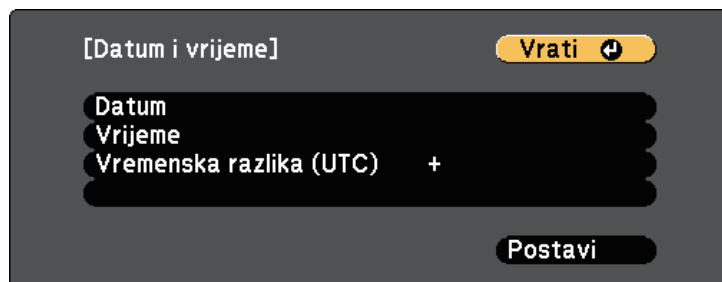 [Datum i vrijeme]
Vrati
Datum
Vrijeme
Vremenska razlika (UTC) +
Postavi